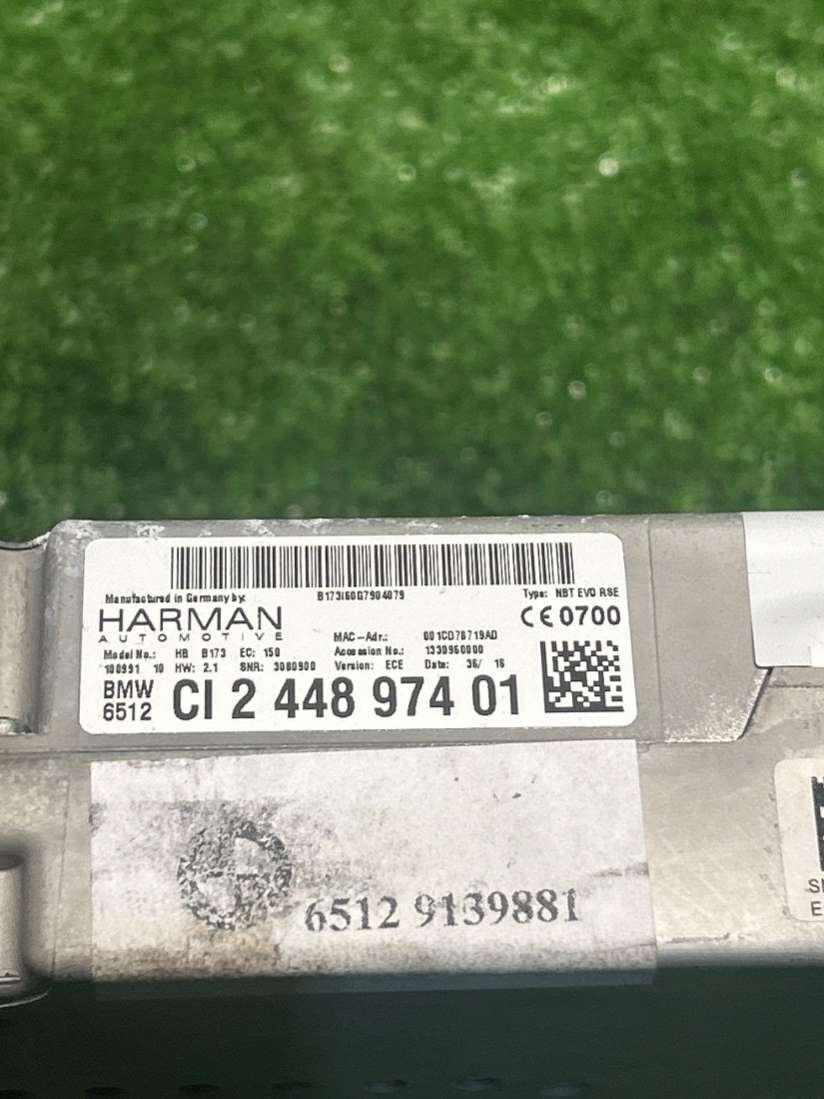 B173I60G7904079
Manufactured in Germany by:
Type: NBT EVO RSE
HARMAN
AUTOMOTIVE
CE 0700
MAC-Adr.: 001CD78719AD
Model No.: HB B173 EC: 150
Accession No.: 1330960000
100991 10 HW: 2.1 SNR: 3080900 Version: ECE Date: 36/ 16
BMW
6512
CI 2 448 974 01
6512 9139881